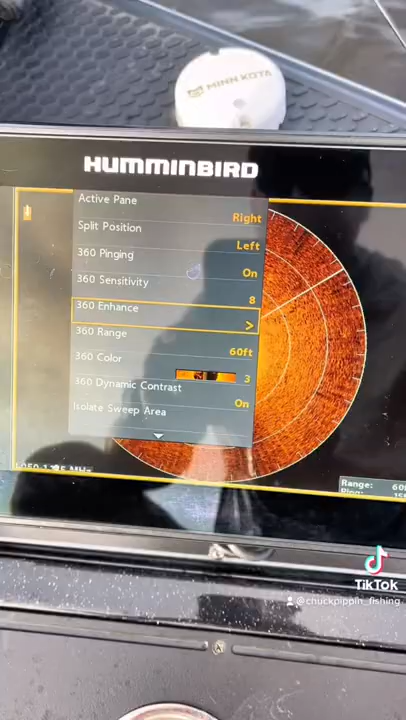 MINN KOTA
HUMMINBIRD
Active Pane
Right
Split Position
Left
360 Pinging
On
360 Sensitivity
8
360 Enhance
>
360 Range
60ft
360 Color
3
360 Dynamic Contrast
On
Isolate Sweep Area
Range: 60
TikTok
@chuckpippin_fishing